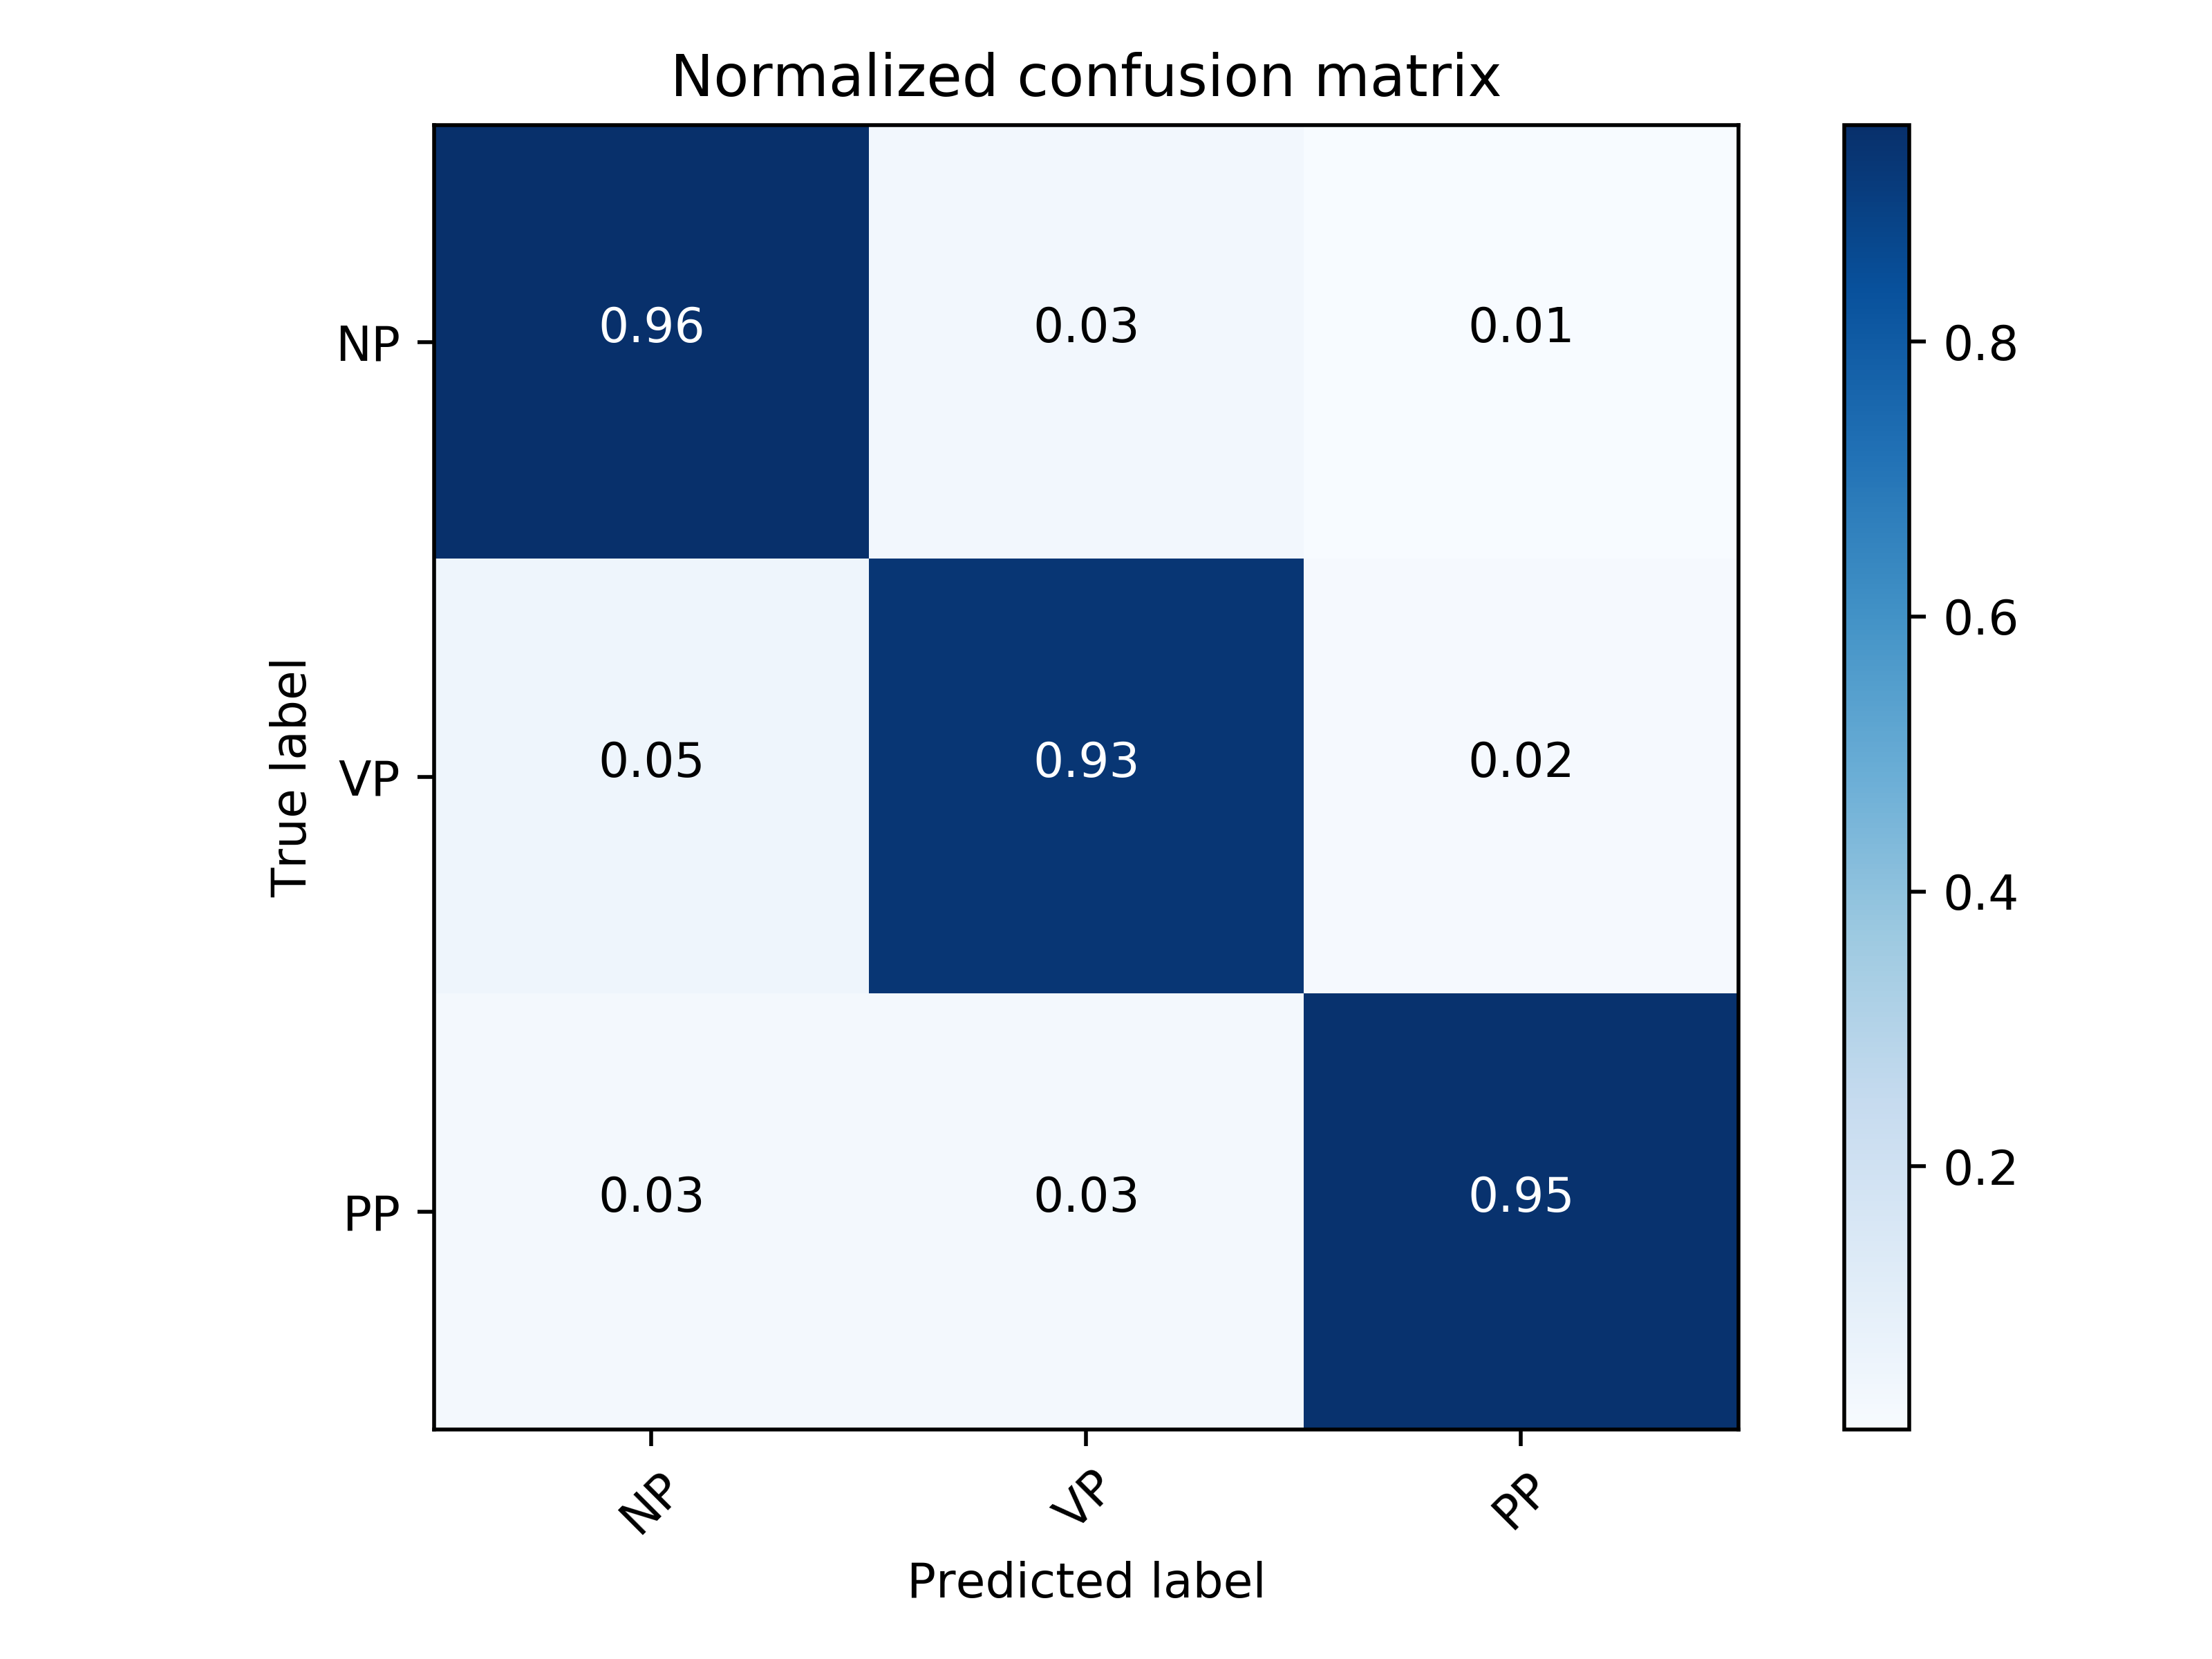 Normalized confusion matrix
True label
NP 0.96 0.03 0.01
VP 0.05 0.93 0.02
PP 0.03 0.03 0.95
NP VP PP
Predicted label
0.8
0.6
0.4
0.2